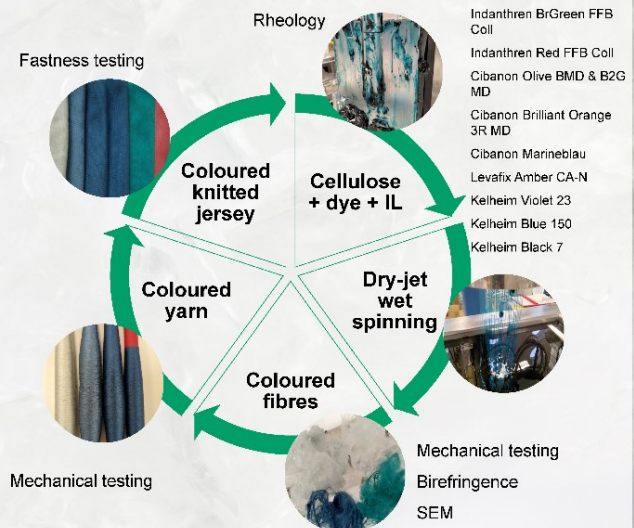 Rheology
Indanthren BrGreen FFB
Coll
Indanthren Red FFB Coll
Cibanon Olive BMD & B2G
MD
Cibanon Brilliant Orange
3R MD
Cibanon Marineblau
Levafix Amber CA-N
Kelheim Violet 23
Kelheim Blue 150
Kelheim Black 7
Fastness testing
Coloured
knitted
jersey
Cellulose
+ dye + IL
Dry-jet
wet
spinning
Coloured
fibres
Coloured
yarn
Mechanical testing
Birefringence
SEM
Mechanical testing